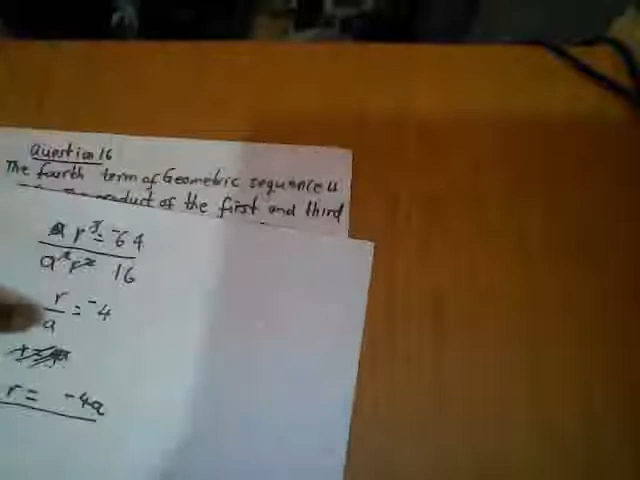 Question 16
The fourth term of Geometric sequence is
product of the first and third
ar³ = -64
a²r² 16
r = -4
a
r = -4a